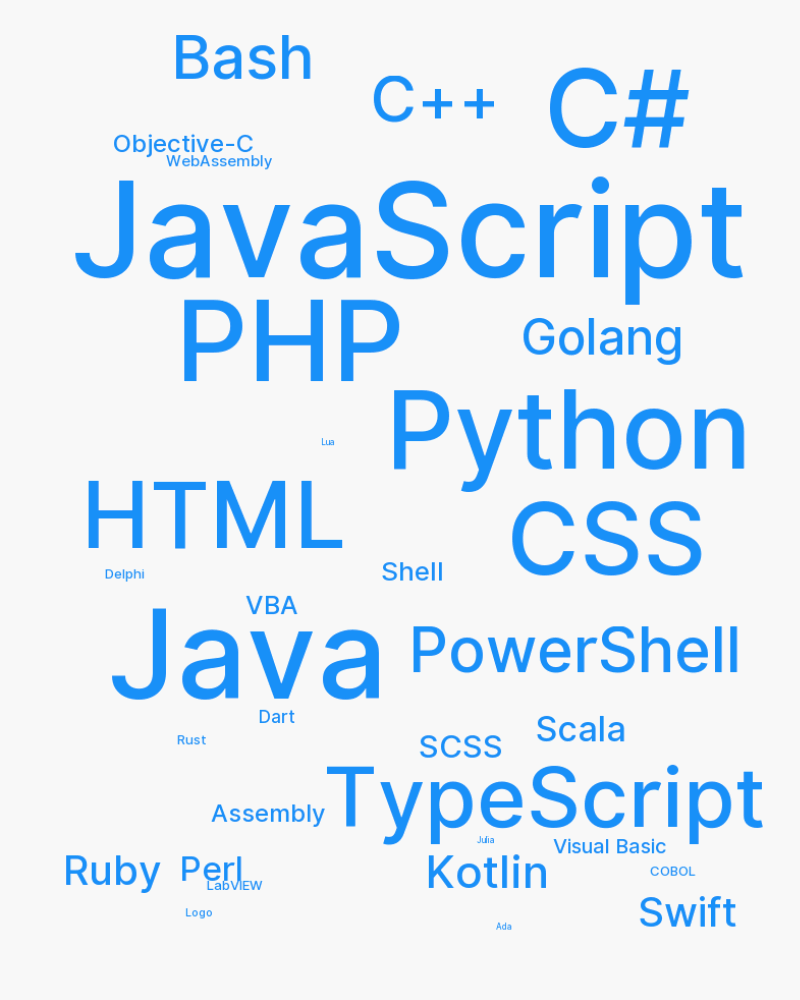 Bash
C++
C#
Objective-C
WebAssembly
JavaScript
PHP
Golang
Python
Lua
HTML
CSS
Delphi
Shell
VBA
Java
PowerShell
Dart
Rust
SCSS
Scala
TypeScript
Assembly
Julia
Visual Basic
Ruby
Perl
Kotlin
COBOL
LabVIEW
Logo
Swift
Ada